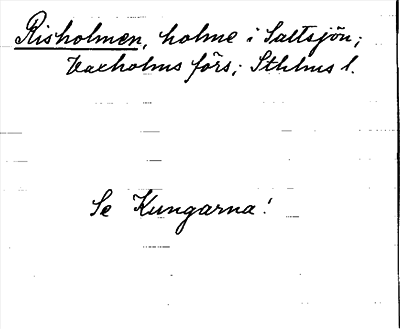 Risholmen, holme i Saltsjön;
Vaxholms förs; Sthlms l.
Se Kungarna!